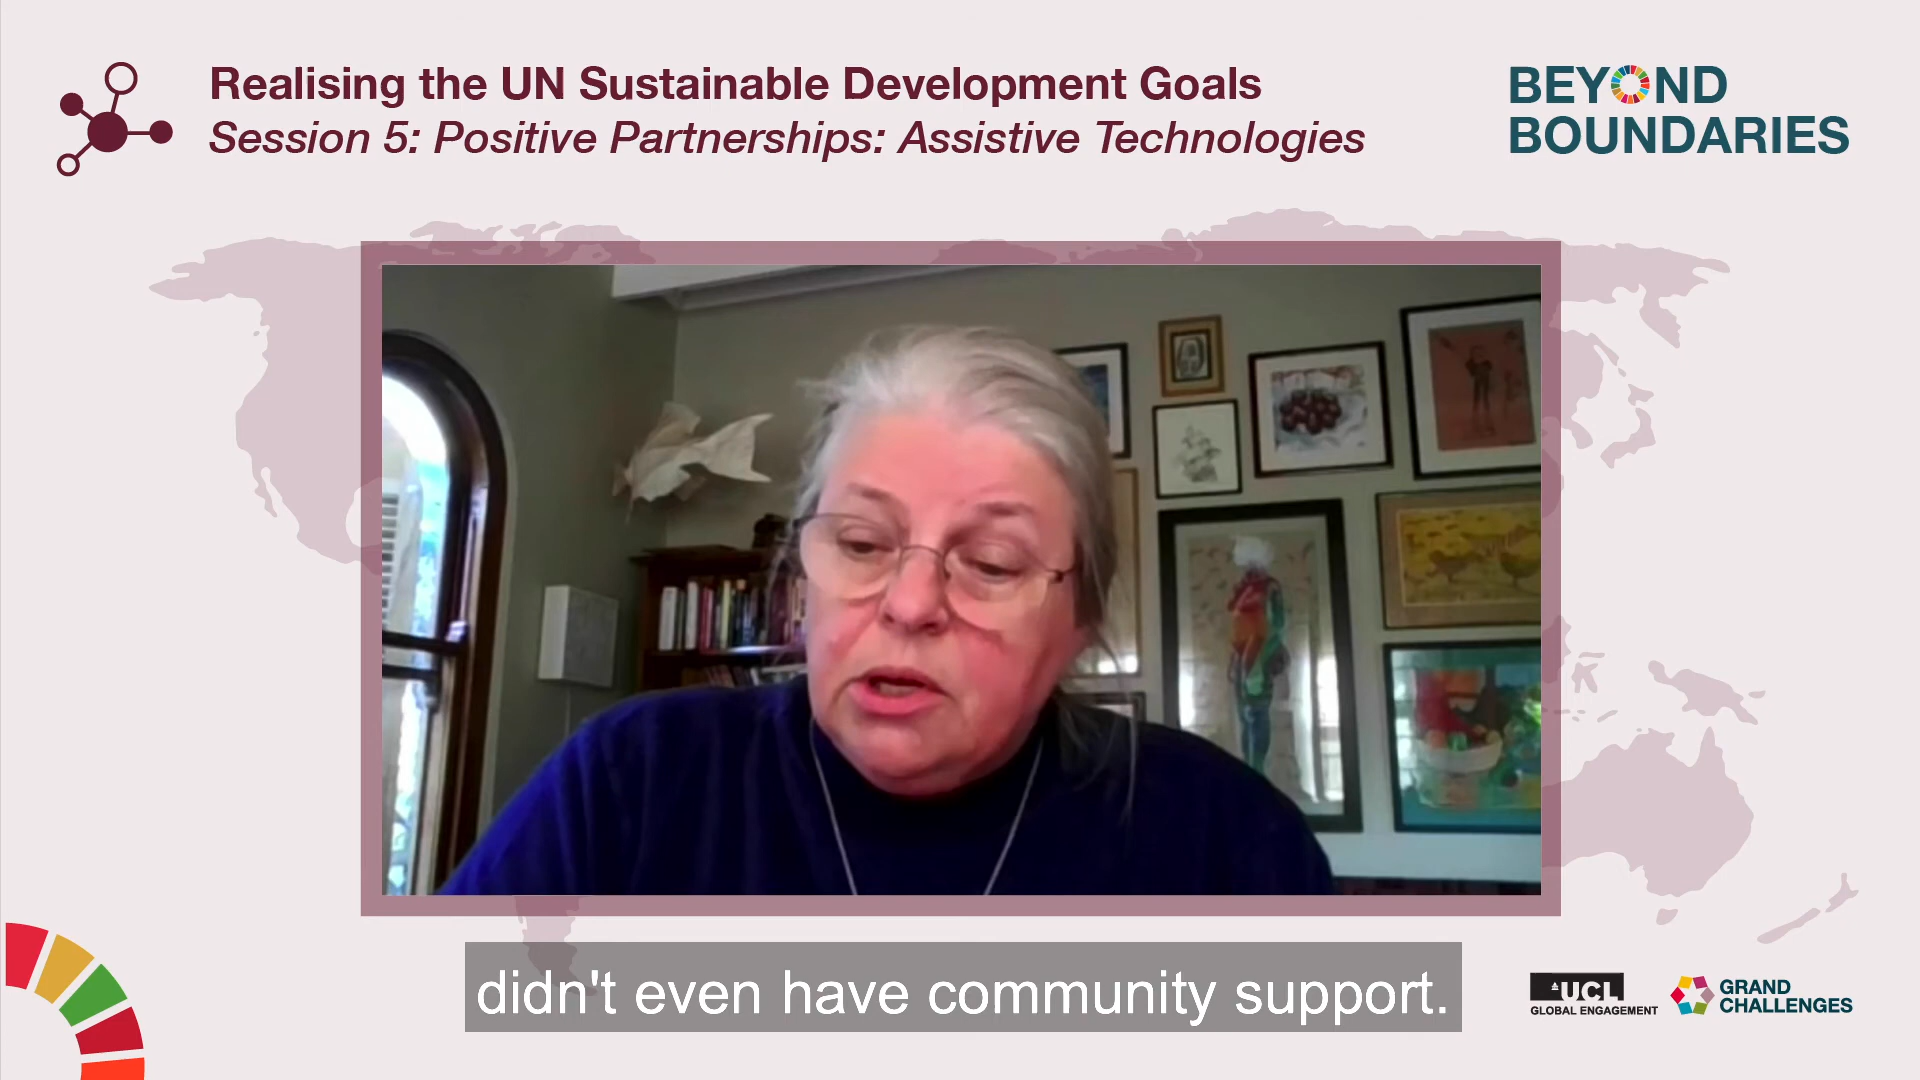 Realising the UN Sustainable Development Goals
Session 5: Positive Partnerships: Assistive Technologies
BEYOND
BOUNDARIES
didn't even have community support.
UCL
GLOBAL ENGAGEMENT
GRAND
CHALLENGES